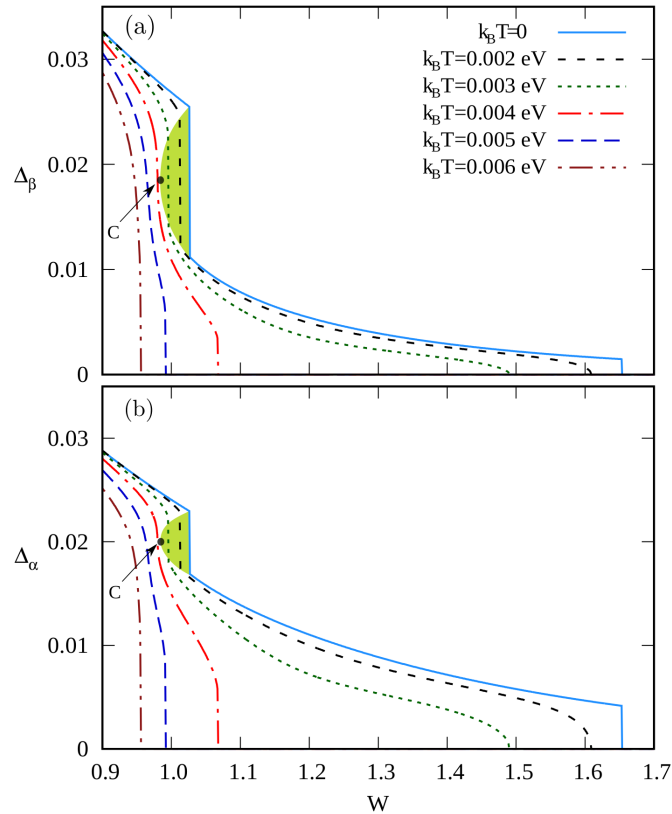 (a)
k_BT=0
k_BT=0.002 eV
k_BT=0.003 eV
k_BT=0.004 eV
k_BT=0.005 eV
k_BT=0.006 eV
0.03
0.02
0.01
0
Δ_β
C
(b)
0.03
0.02
0.01
0
Δ_α
C
0.9 1.0 1.1 1.2 1.3 1.4 1.5 1.6 1.7
W